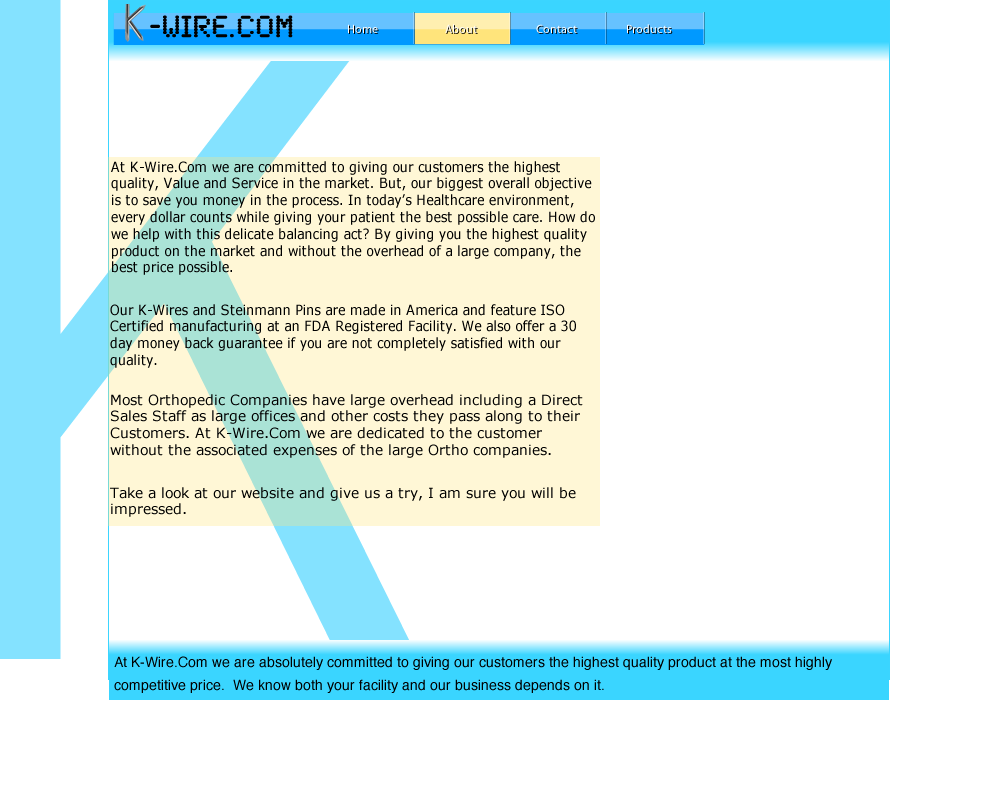 K-WIRE.COM
Home About Contact Products
At K-Wire.Com we are committed to giving our customers the highest
quality, Value and Service in the market. But, our biggest overall objective
is to save you money in the process. In today’s Healthcare environment,
every dollar counts while giving your patient the best possible care. How do
we help with this delicate balancing act? By giving you the highest quality
product on the market and without the overhead of a large company, the
best price possible.
Our K-Wires and Steinmann Pins are made in America and feature ISO
Certified manufacturing at an FDA Registered Facility. We also offer a 30
day money back guarantee if you are not completely satisfied with our
quality.
Most Orthopedic Companies have large overhead including a Direct
Sales Staff as large offices and other costs they pass along to their
Customers. At K-Wire.Com we are dedicated to the customer
without the associated expenses of the large Ortho companies.
Take a look at our website and give us a try, I am sure you will be
impressed.
At K-Wire.Com we are absolutely committed to giving our customers the highest quality product at the most highly
competitive price.  We know both your facility and our business depends on it.